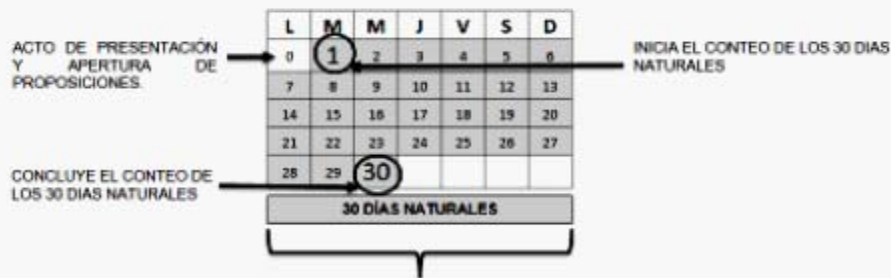 L M M J V S D
ACTO DE PRESENTACIÓN
Y APERTURA DE
PROPOSICIONES.
0 1 2 3 4 5 6
INICIA EL CONTEO DE LOS 30 DIAS
NATURALES
7 8 9 10 11 12 13
14 15 16 17 18 19 20
21 22 23 24 25 26 27
CONCLUYE EL CONTEO DE
LOS 30 DIAS NATURALES
28 29 30
30 DÍAS NATURALES